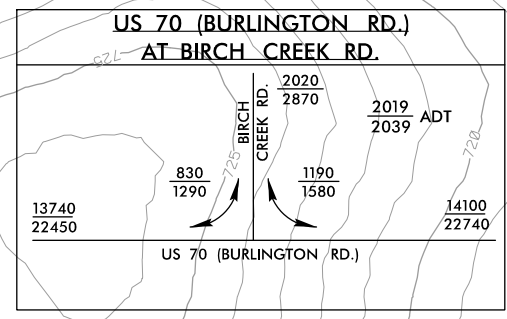 US 70 (BURLINGTON RD.)
AT BIRCH CREEK RD.
725
2020
2870
2019
2039 ADT
720
BIRCH
CREEK RD.
725
830
1290
1190
1580
13740
22450
14100
22740
US 70 (BURLINGTON RD.)